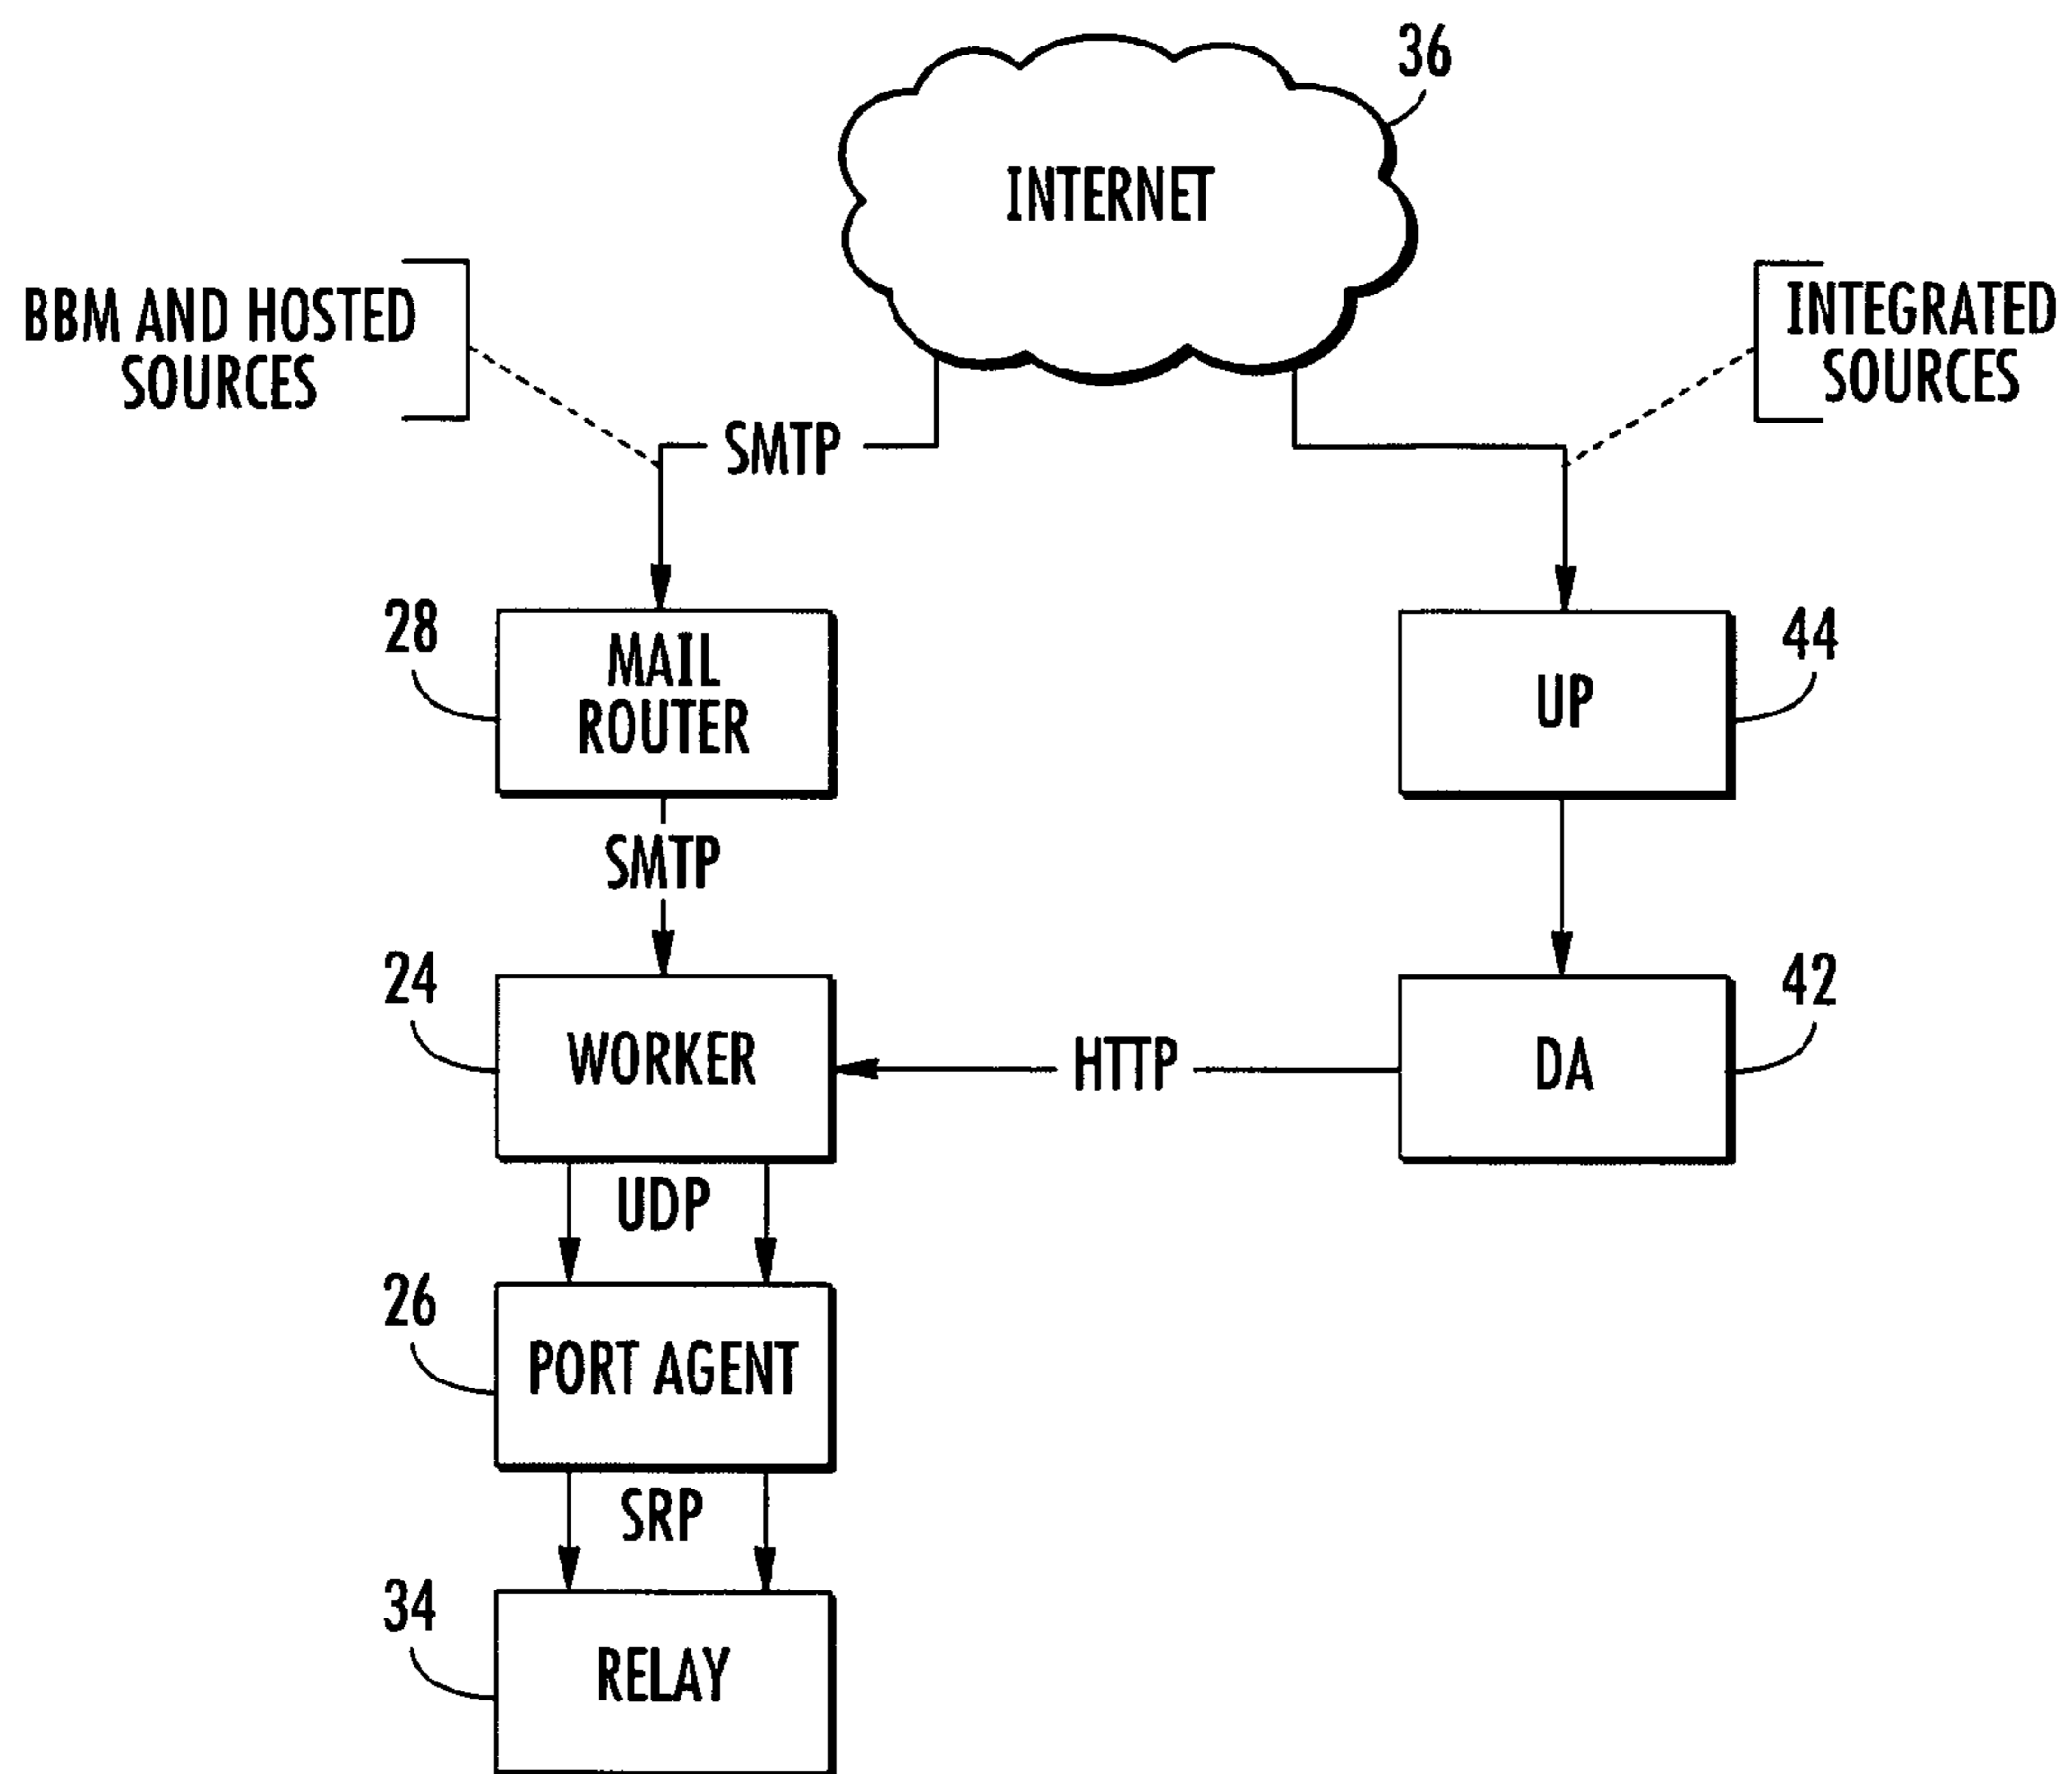 36
INTERNET
BBM AND HOSTED
SOURCES
INTEGRATED
SOURCES
SMTP
28
MAIL
ROUTER
44
UP
SMTP
24
WORKER
HTTP
42
DA
UDP
26
PORT AGENT
SRP
34
RELAY